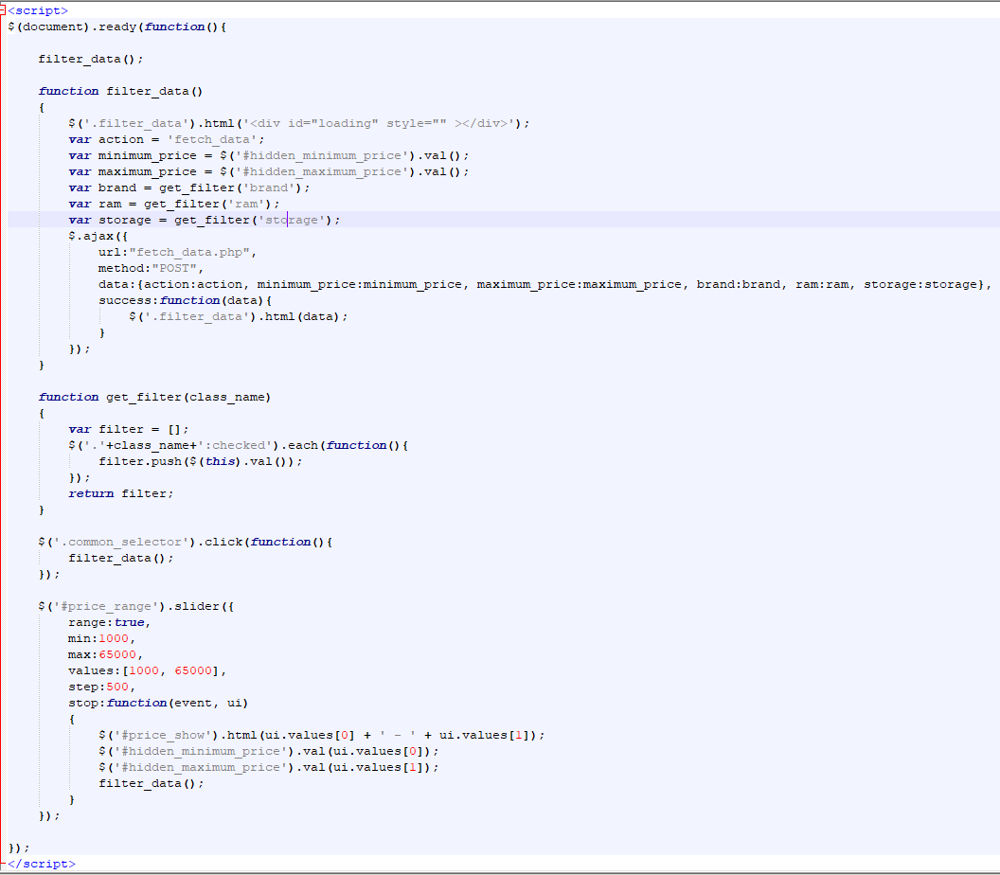 <script>
$(document).ready(function(){
filter_data();
function filter_data()
{
$('.filter_data').html('<div id="loading" style="" ></div>');
var action = 'fetch_data';
var minimum_price = $('#hidden_minimum_price').val();
var maximum_price = $('#hidden_maximum_price').val();
var brand = get_filter('brand');
var ram = get_filter('ram');
var storage = get_filter('storage');
$.ajax({
url:"fetch_data.php",
method:"POST",
data:{action:action, minimum_price:minimum_price, maximum_price:maximum_price, brand:brand, ram:ram, storage:storage},
success:function(data){
$('.filter_data').html(data);
}
});
}
function get_filter(class_name)
{
var filter = [];
$('.'+class_name+':checked').each(function(){
filter.push($(this).val());
});
return filter;
}
$('.common_selector').click(function(){
filter_data();
});
$('#price_range').slider({
range:true,
min:1000,
max:65000,
values:[1000, 65000],
step:500,
stop:function(event, ui)
{
$('#price_show').html(ui.values[0] + ' - ' + ui.values[1]);
$('#hidden_minimum_price').val(ui.values[0]);
$('#hidden_maximum_price').val(ui.values[1]);
filter_data();
}
});
});
</script>